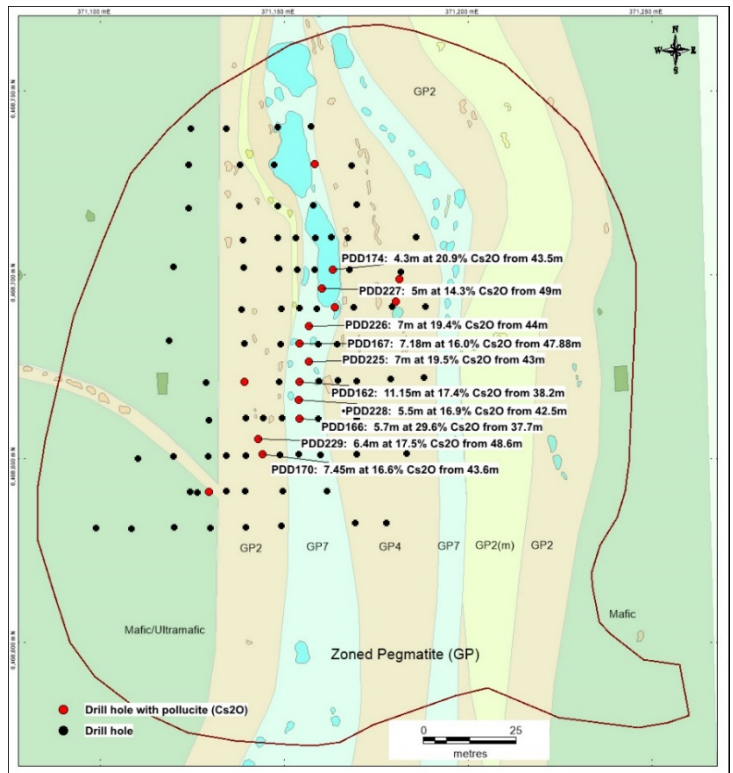 371,100 mE 371,150 mE 371,200 mE 371,250 mE
N
W E
S
GP2
PDD174: 4.3m at 20.9% Cs2O from 43.5m
PDD227: 5m at 14.3% Cs2O from 49m
PDD226: 7m at 19.4% Cs2O from 44m
PDD167: 7.18m at 16.0% Cs2O from 47.88m
PDD225: 7m at 19.5% Cs2O from 43m
PDD162: 11.15m at 17.4% Cs2O from 38.2m
PDD228: 5.5m at 16.9% Cs2O from 42.5m
PDD166: 5.7m at 29.6% Cs2O from 37.7m
PDD229: 6.4m at 17.5% Cs2O from 48.6m
PDD170: 7.45m at 16.6% Cs2O from 43.6m
GP2 GP7 GP4 GP7 GP2(m) GP2
Mafic/Ultramafic
Mafic
Zoned Pegmatite (GP)
Drill hole with pollucite (Cs2O)
Drill hole
0 25
metres